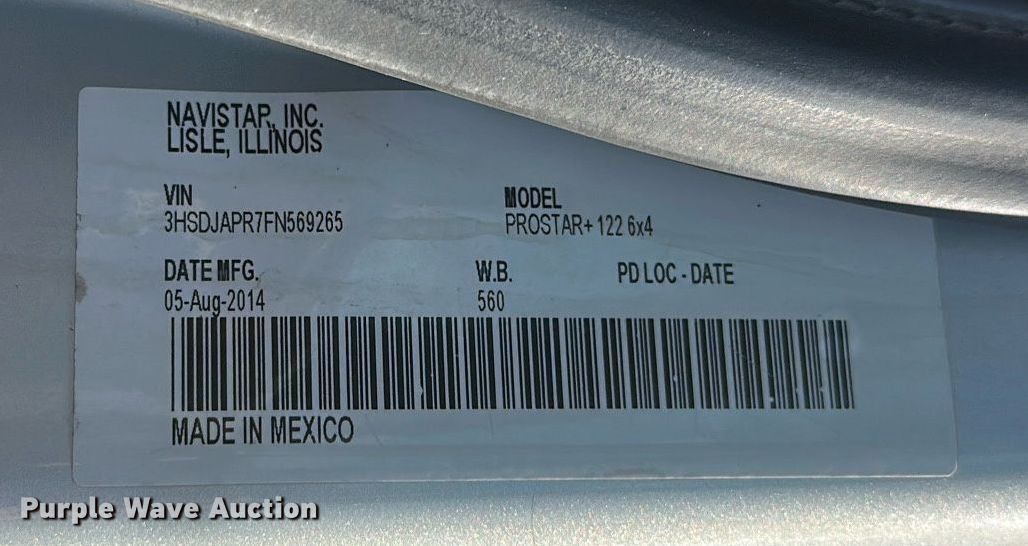 NAVISTAR, INC.
LISLE, ILLINOIS
VIN
3HSDJAPR7FN569265
MODEL
PROSTAR+ 122 6x4
DATE MFG.
05-Aug-2014
W.B.
560
PD LOC - DATE
MADE IN MEXICO
Purple Wave Auction